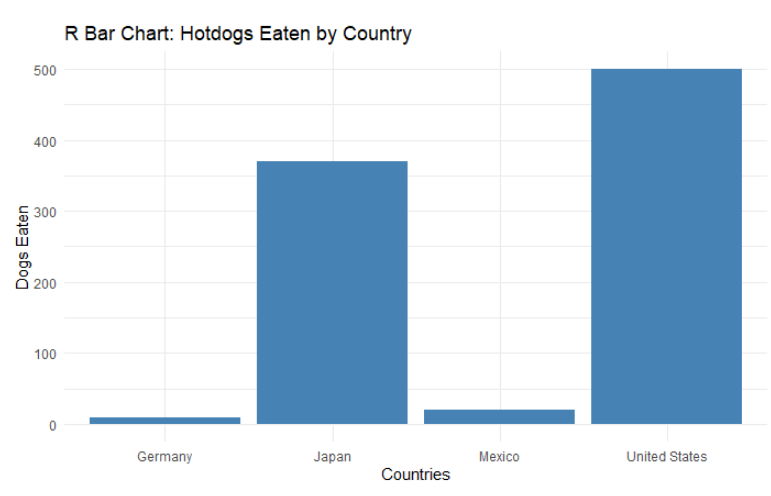 R Bar Chart: Hotdogs Eaten by Country
Dogs Eaten
500
400
300
200
100
0
Germany Japan Mexico United States
Countries